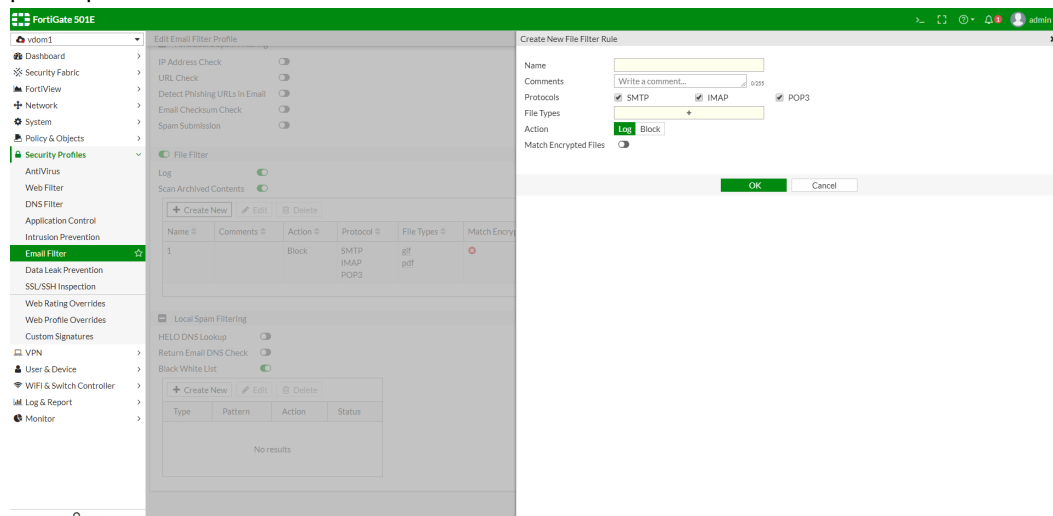 FortiGate 501E
admin
vdom1
Edit Email Filter Profile
Create New File Filter Rule
Dashboard
Security Fabric
FortiView
Network
System
Policy & Objects
Security Profiles
AntiVirus
Web Filter
DNS Filter
Application Control
Intrusion Prevention
Email Filter
Data Leak Prevention
SSL/SSH Inspection
Web Rating Overrides
Web Profile Overrides
Custom Signatures
VPN
User & Device
WiFi & Switch Controller
Log & Report
Monitor
IP Address Check
URL Check
Detect Phishing URLs in Email
Email Checksum Check
Spam Submission
File Filter
Log
Scan Archived Contents
+ Create New Edit Delete
Name Comments Action Protocol File Types Match Encryp
1 Block SMTP gif
IMAP pdf
POP3
Local Spam Filtering
HELO DNS Lookup
Return Email DNS Check
Black White List
+ Create New Edit Delete
Type Pattern Action Status
No results
Name
Comments Write a comment... 0/255
Protocols SMTP IMAP POP3
File Types +
Action Log Block
Match Encrypted Files
OK Cancel